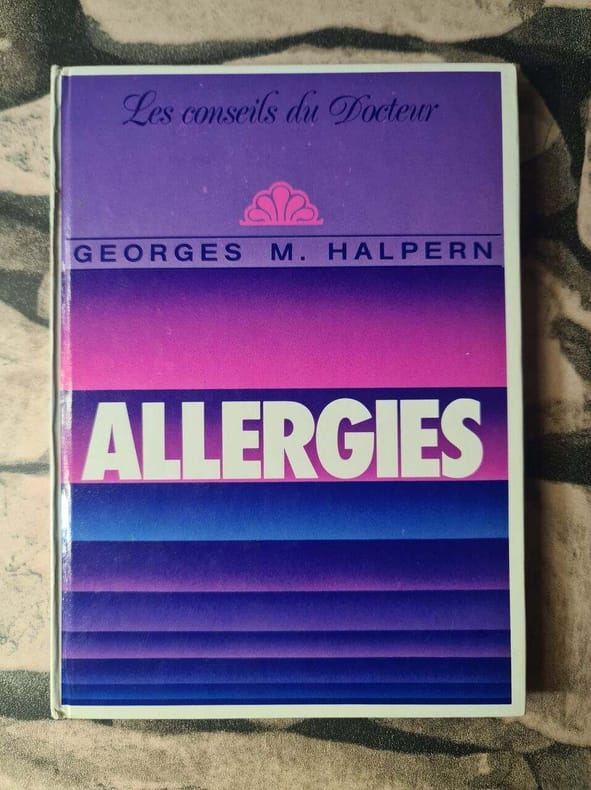 Les conseils du Docteur
GEORGES M. HALPERN
ALLERGIES